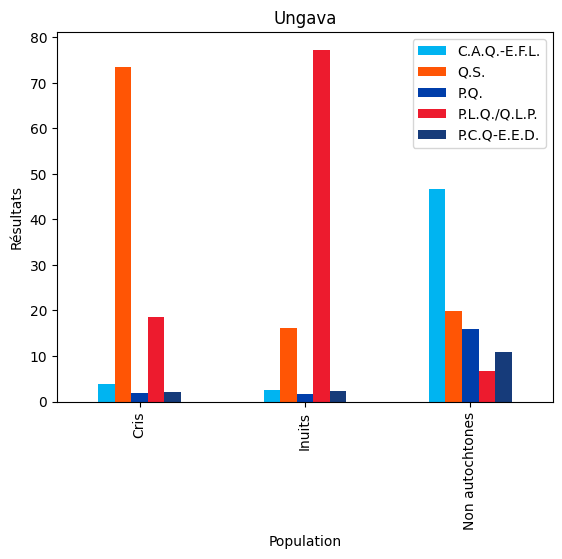 Ungava
C.A.Q.-E.F.L.
Q.S.
P.Q.
P.L.Q./Q.L.P.
P.C.Q-E.E.D.
80
70
60
50
40
30
20
10
0
Résultats
Cris
Inuits
Non autochtones
Population